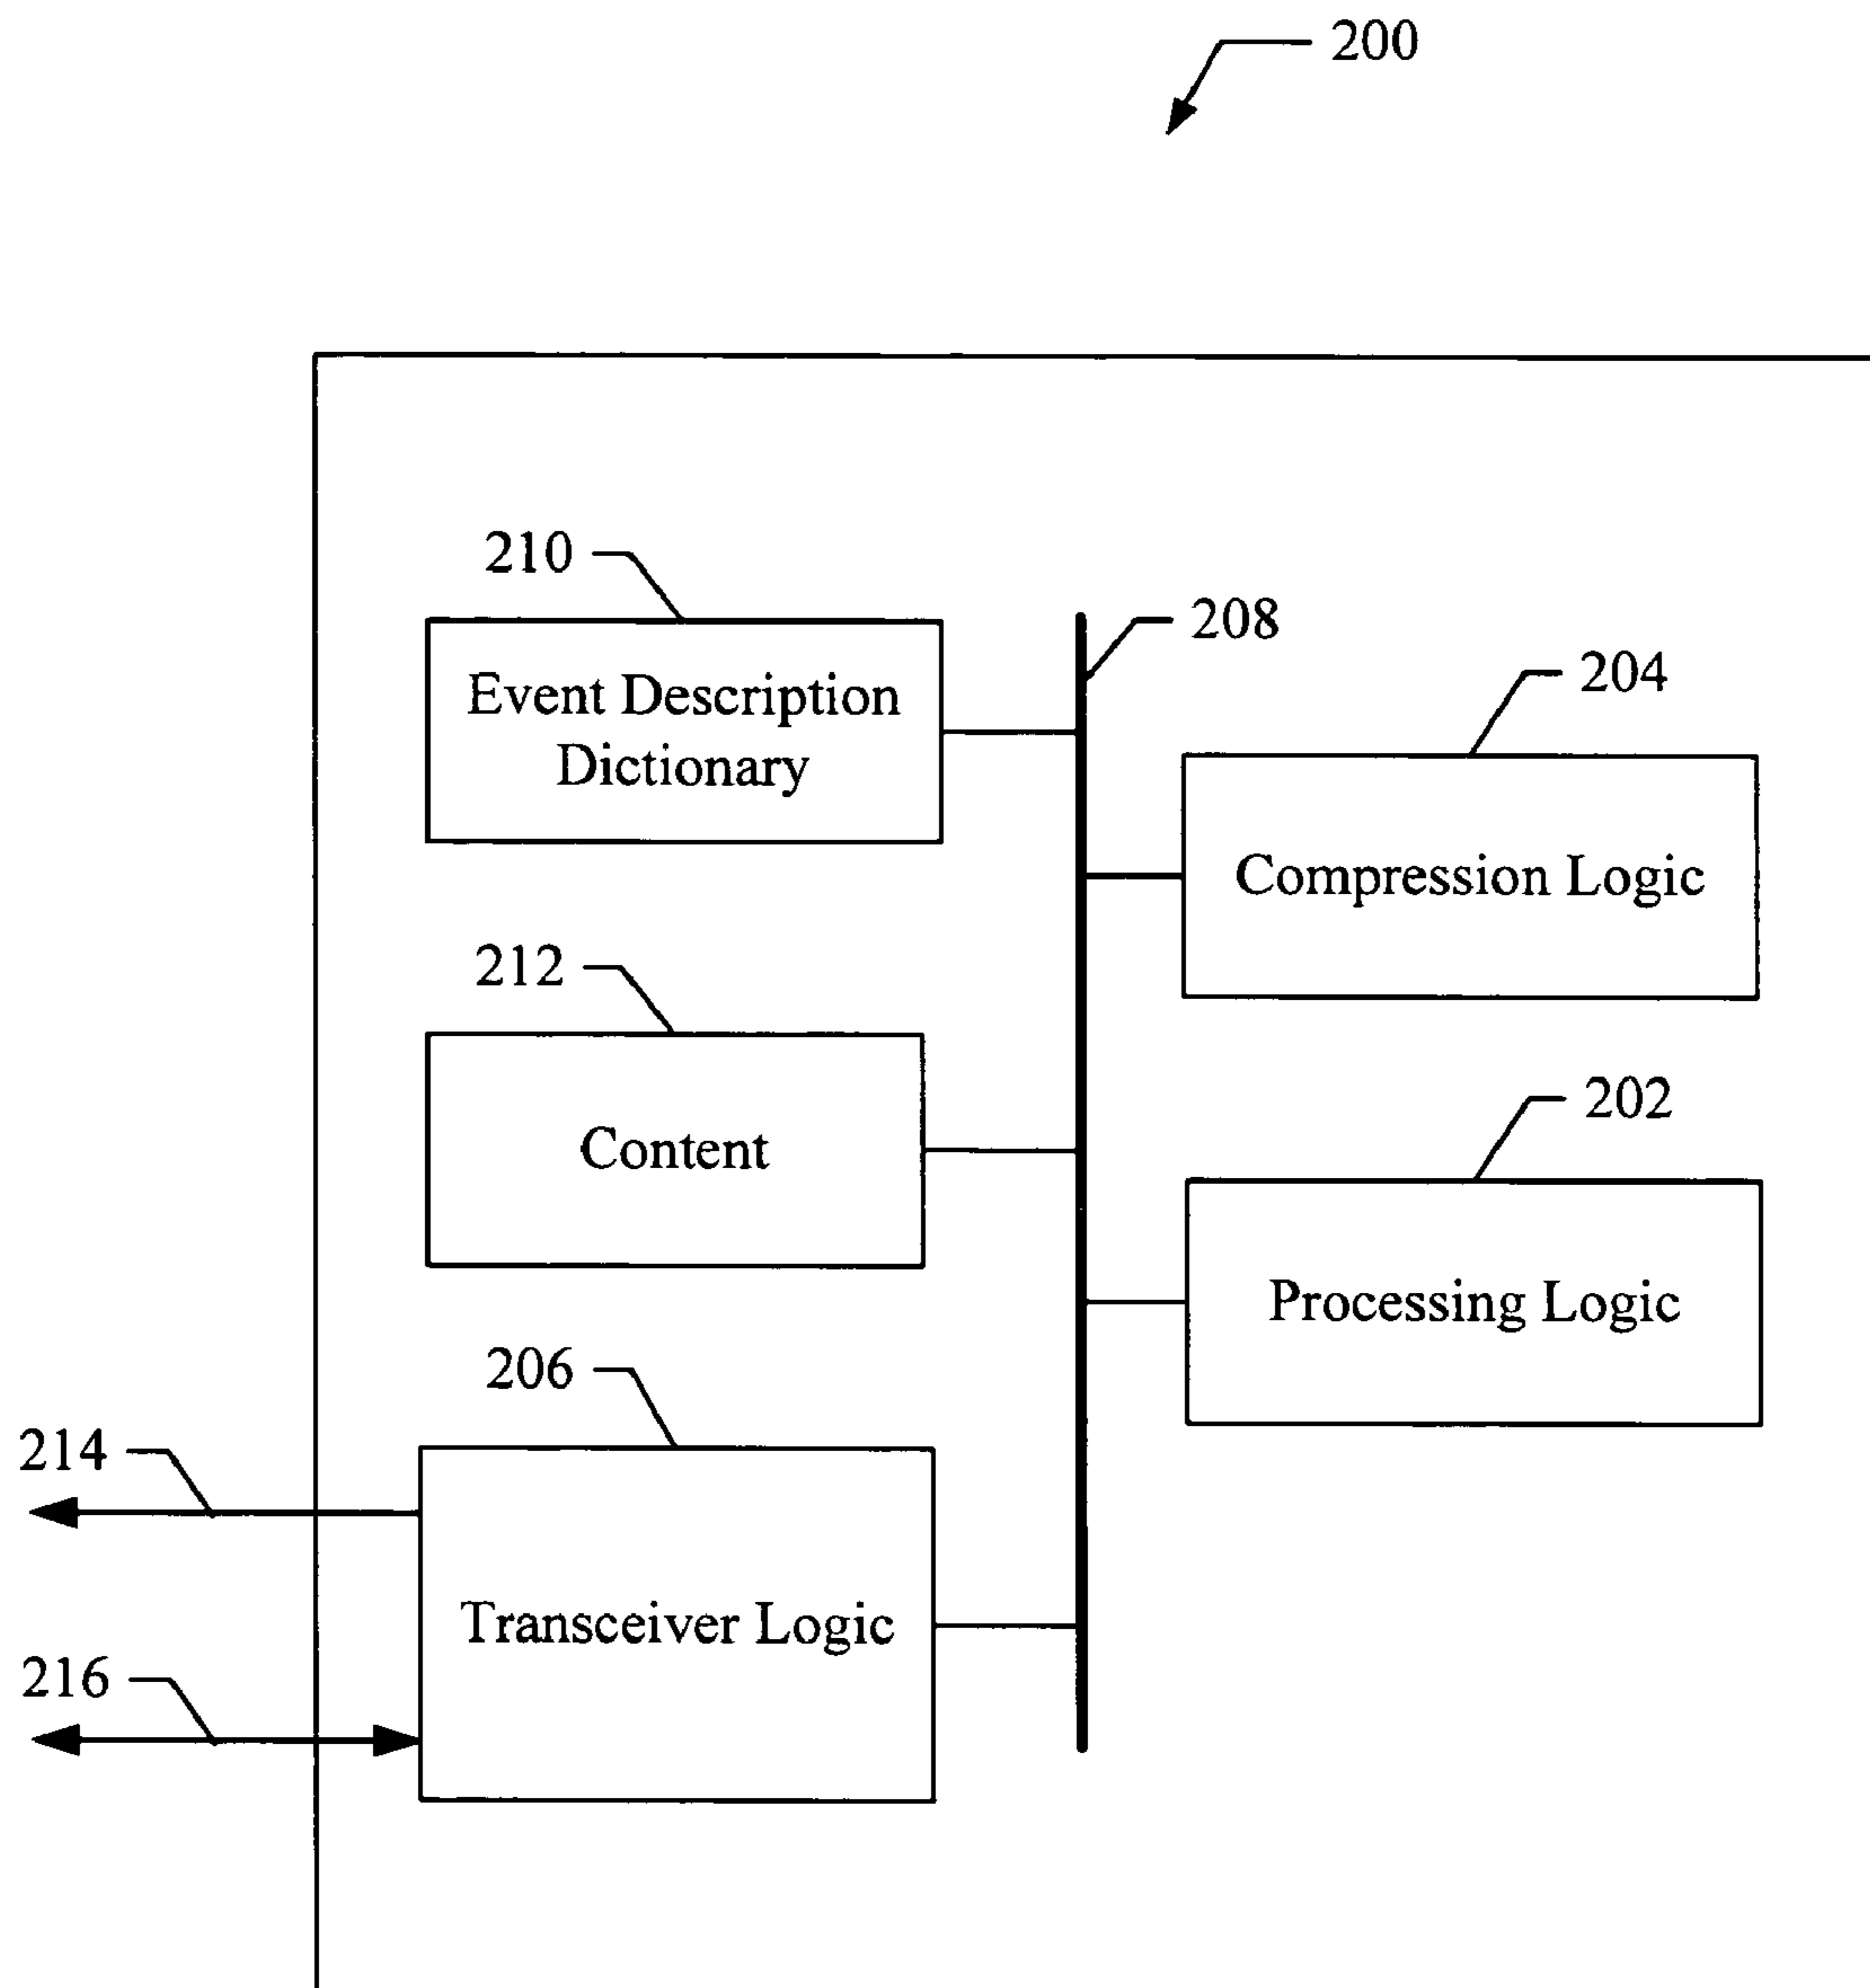 200
210
208
Event Description
Dictionary
204
Compression Logic
212
Content
202
Processing Logic
206
214
Transceiver Logic
216